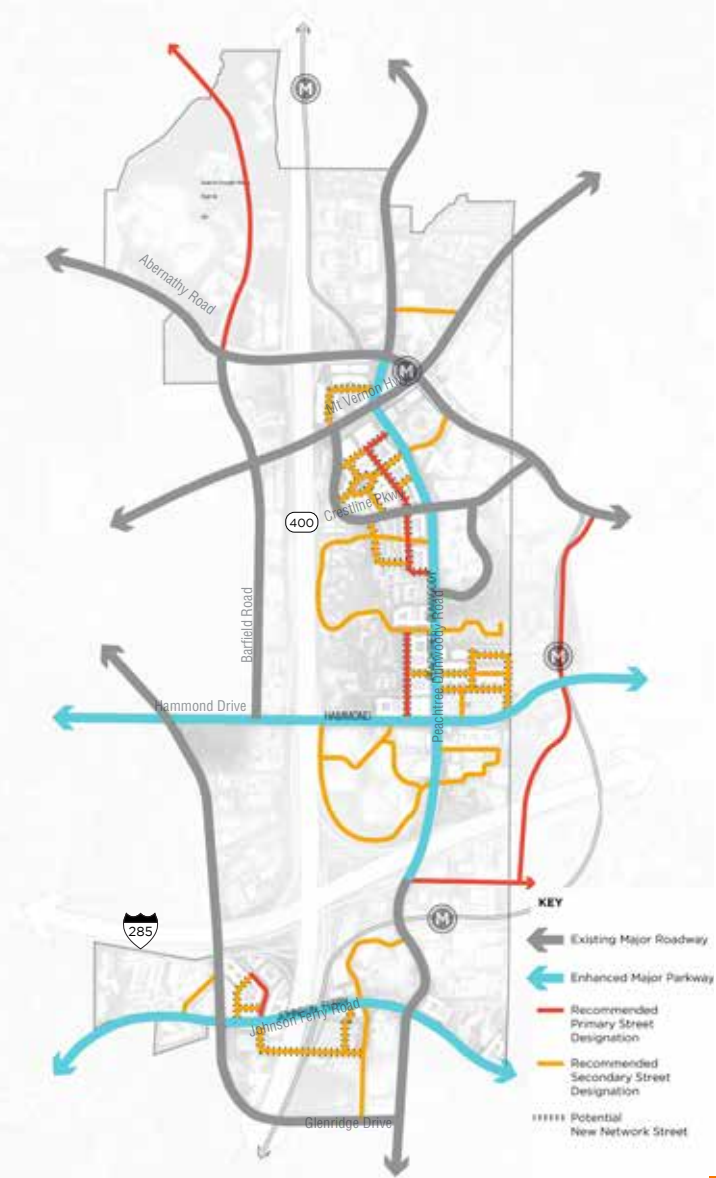 M
Abernathy Road
M
Mt Vernon Hwy
400
Crestline Pkwy
Barfield Road
Peachtree Dunwoody Road
M
Hammond Drive
HAMMOND
M
285
Johnson Ferry Road
Glenridge Drive
KEY
Existing Major Roadway
Enhanced Major Parkway
Recommended
Primary Street
Designation
Recommended
Secondary Street
Designation
Potential
New Network Street